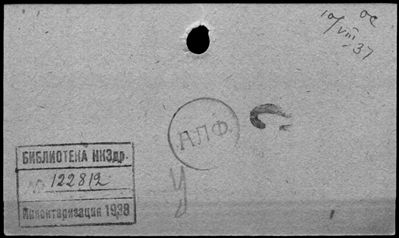 10/VIII-37
АЛФ.
БИБЛИОТЕКА НКЗдр.
№ 122812
Инвентаризация 1938
У